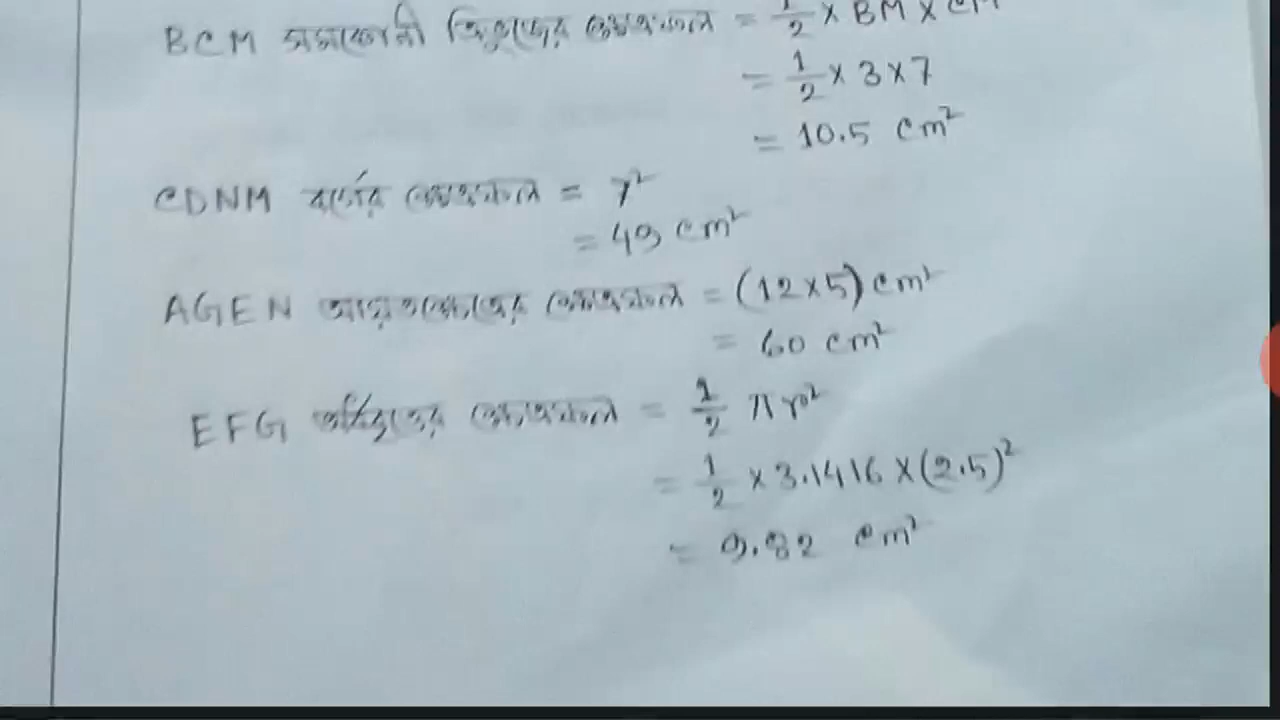 BCM সমকোনী ত্রিভুজের ক্ষেত্রফল = 1/2 × BM × CM
= 1/2 × 3 × 7
= 10.5 cm²
CDNM বর্গের ক্ষেত্রফল = 7²
= 49 cm²
AGEN আয়তক্ষেত্রের ক্ষেত্রফল = (12×5) cm²
= 60 cm²
EFG অর্ধবৃত্তের ক্ষেত্রফল = 1/2 πr²
= 1/2 × 3.1416 × (2.5)²
= 9.82 cm²